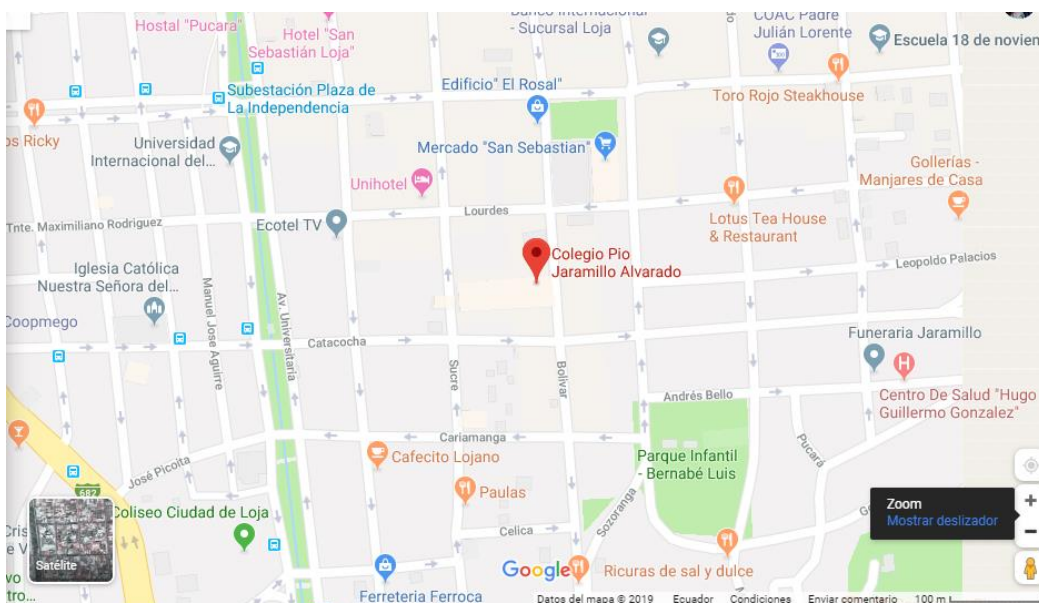 Hostal "Pucara"
Hotel "San
Sebastián Loja"
- Sucursal Loja
COAC Padre
Julián Lorente
Escuela 18 de novien
Subestación Plaza de
La Independencia
Edificio" El Rosal"
Toro Rojo Steakhouse
os Ricky
Universidad
Internacional del...
Mercado "San Sebastian"
Unihotel
Gollerías -
Manjares de Casa
Tnte. Maximiliano Rodriguez
Ecotel TV
Lourdes
Lotus Tea House
& Restaurant
Colegio Pio
Jaramillo Alvarado
Leopoldo Palacios
Iglesia Católica
Nuestra Señora del...
Manuel Jose Aguirre
Av. Universitaria
Coopmego
Catacocha
Sucre
Bolívar
Funeraria Jaramillo
Andrés Bello
Centro De Salud "Hugo
Guillermo Gonzalez"
Cariamanga
Cafecito Lojano
Parque Infantil
- Bernabé Luis
Pucará
José Picoita
682
Paulas
Sozoranga
Zoom
Mostrar deslizador
Coliseo Ciudad de Loja
Celica
Satélite
Google
Ricuras de sal y dulce
Ferreteria Ferroca
Datos del mapa © 2019 Ecuador Condiciones Enviar comentario 100 m